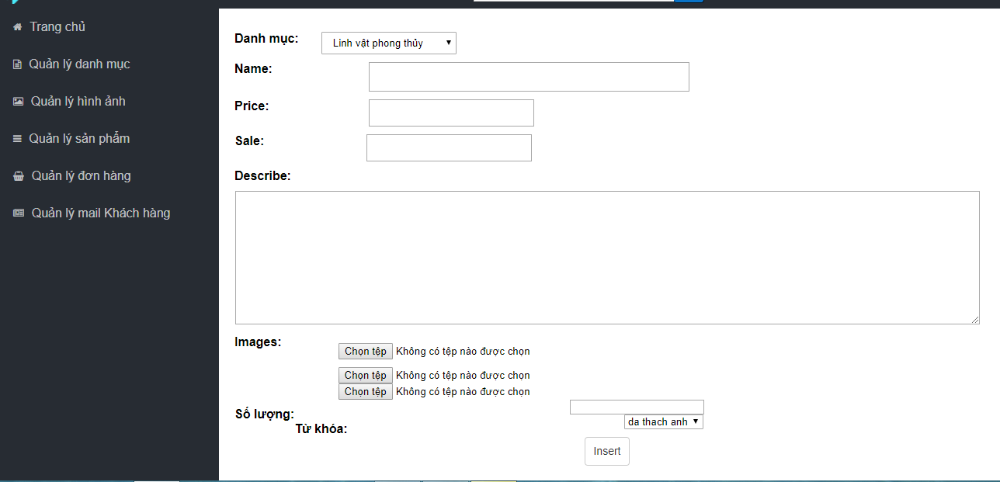 Trang chủ
Quản lý danh mục
Quản lý hình ảnh
Quản lý sản phẩm
Quản lý đơn hàng
Quản lý mail Khách hàng
Danh mục: Linh vật phong thủy
Name:
Price:
Sale:
Describe:
Images:
Chọn tệp Không có tệp nào được chọn
Chọn tệp Không có tệp nào được chọn
Chọn tệp Không có tệp nào được chọn
Số lượng:
Từ khóa: da thach anh
Insert